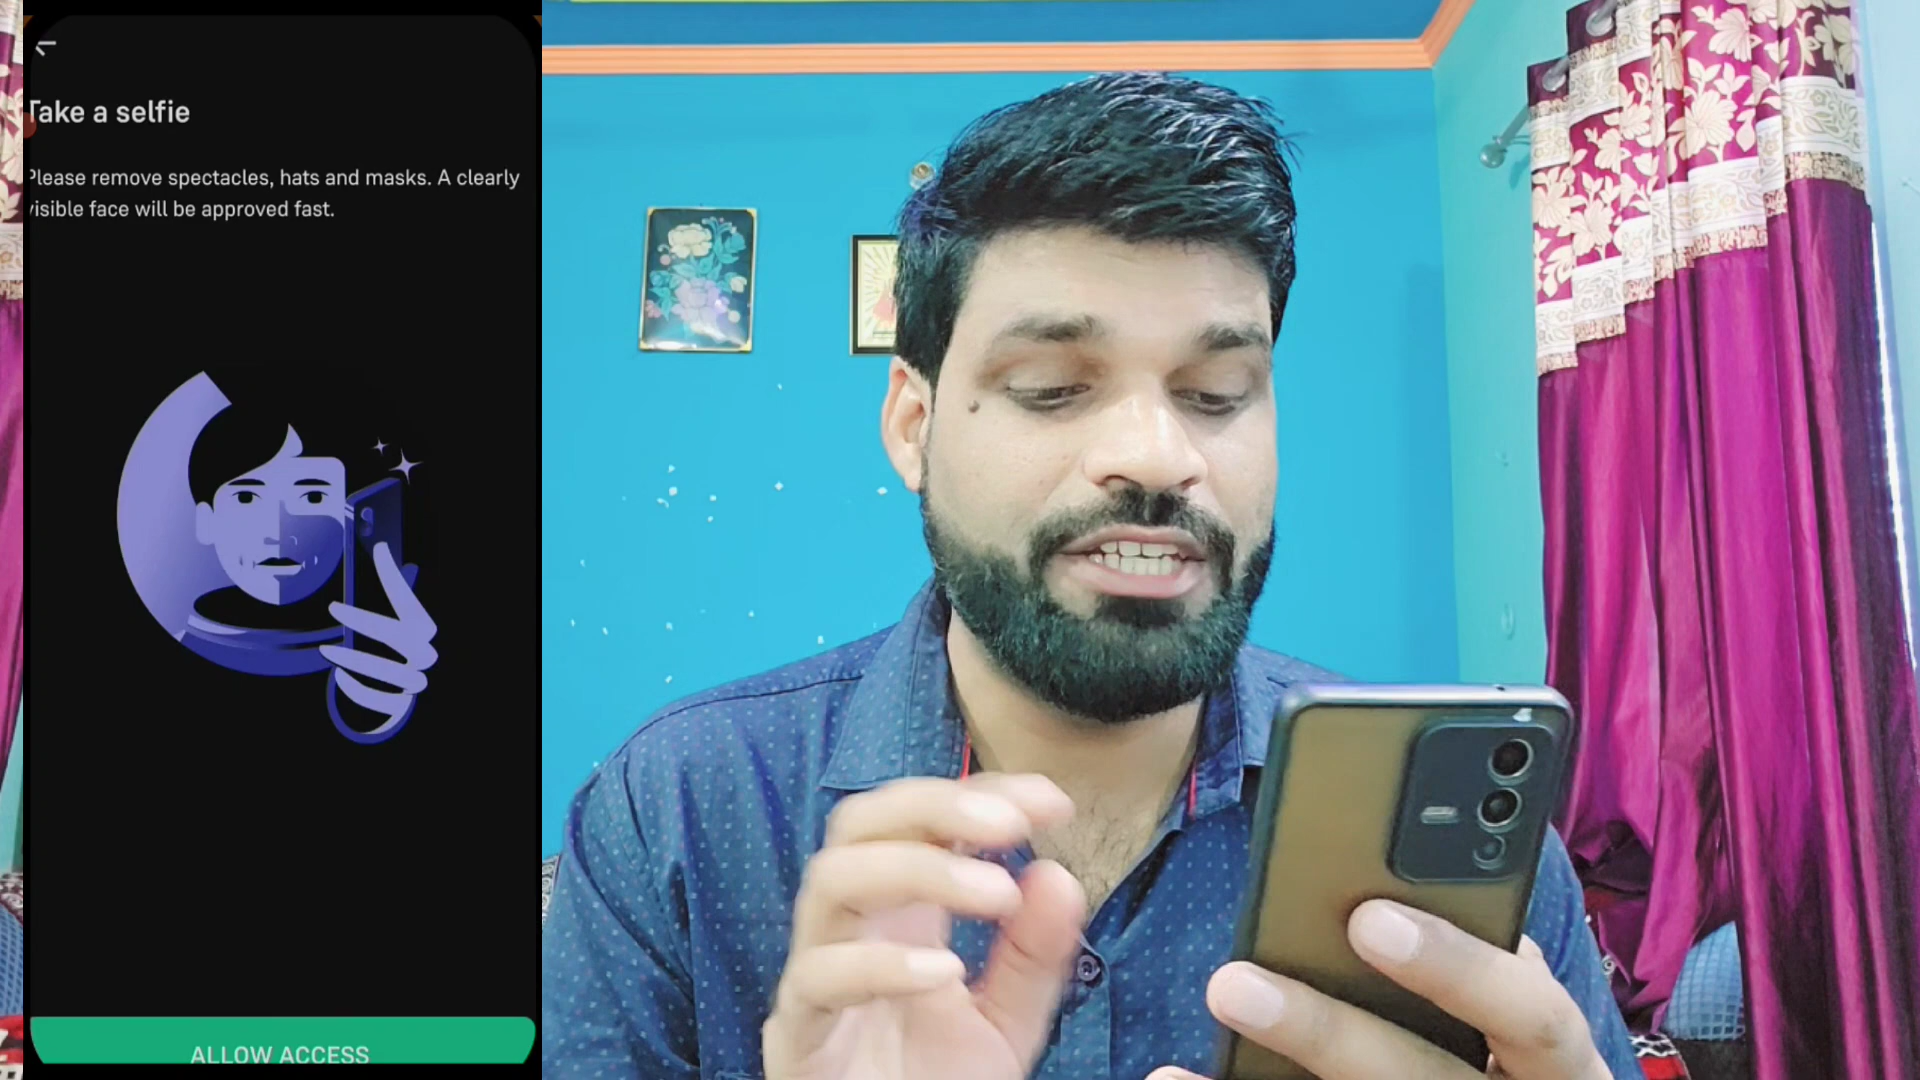 Take a selfie
Please remove spectacles, hats and masks. A clearly
visible face will be approved fast.
ALLOW ACCESS